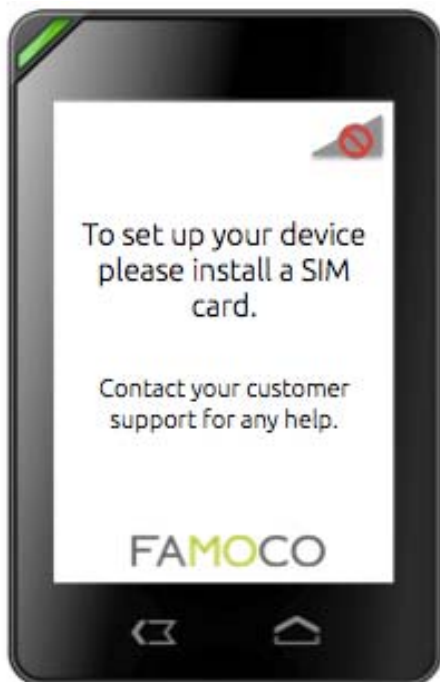 To set up your device
please install a SIM
card.
Contact your customer
support for any help.
FAMOCO